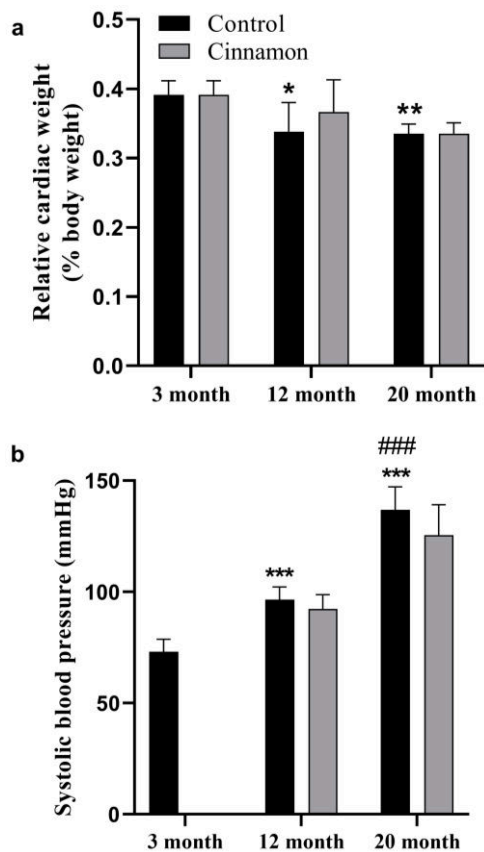 a
Control
Cinnamon
Relative cardiac weight
(% body weight)
0.5
0.4
0.3
0.2
0.1
0.0
*
**
3 month 12 month 20 month
b
Systolic blood pressure (mmHg)
150
100
50
0
***
###
***
3 month 12 month 20 month